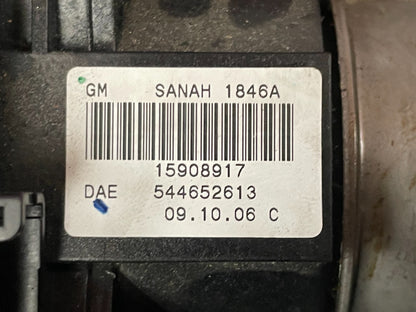 GM SANAH 1846A
15908917
DAE 544652613
09.10.06 C